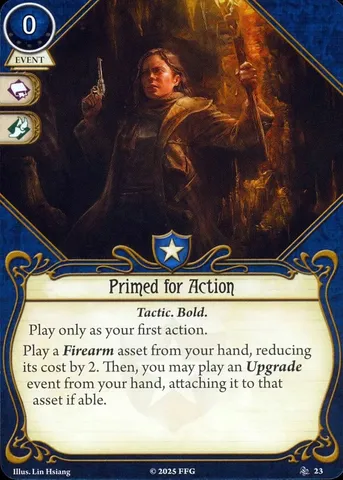 0
EVENT
Primed for Action
Tactic. Bold.
Play only as your first action.
Play a Firearm asset from your hand, reducing
its cost by 2. Then, you may play an Upgrade
event from your hand, attaching it to that
asset if able.
Illus. Lin Hsiang
© 2025 FFG
23